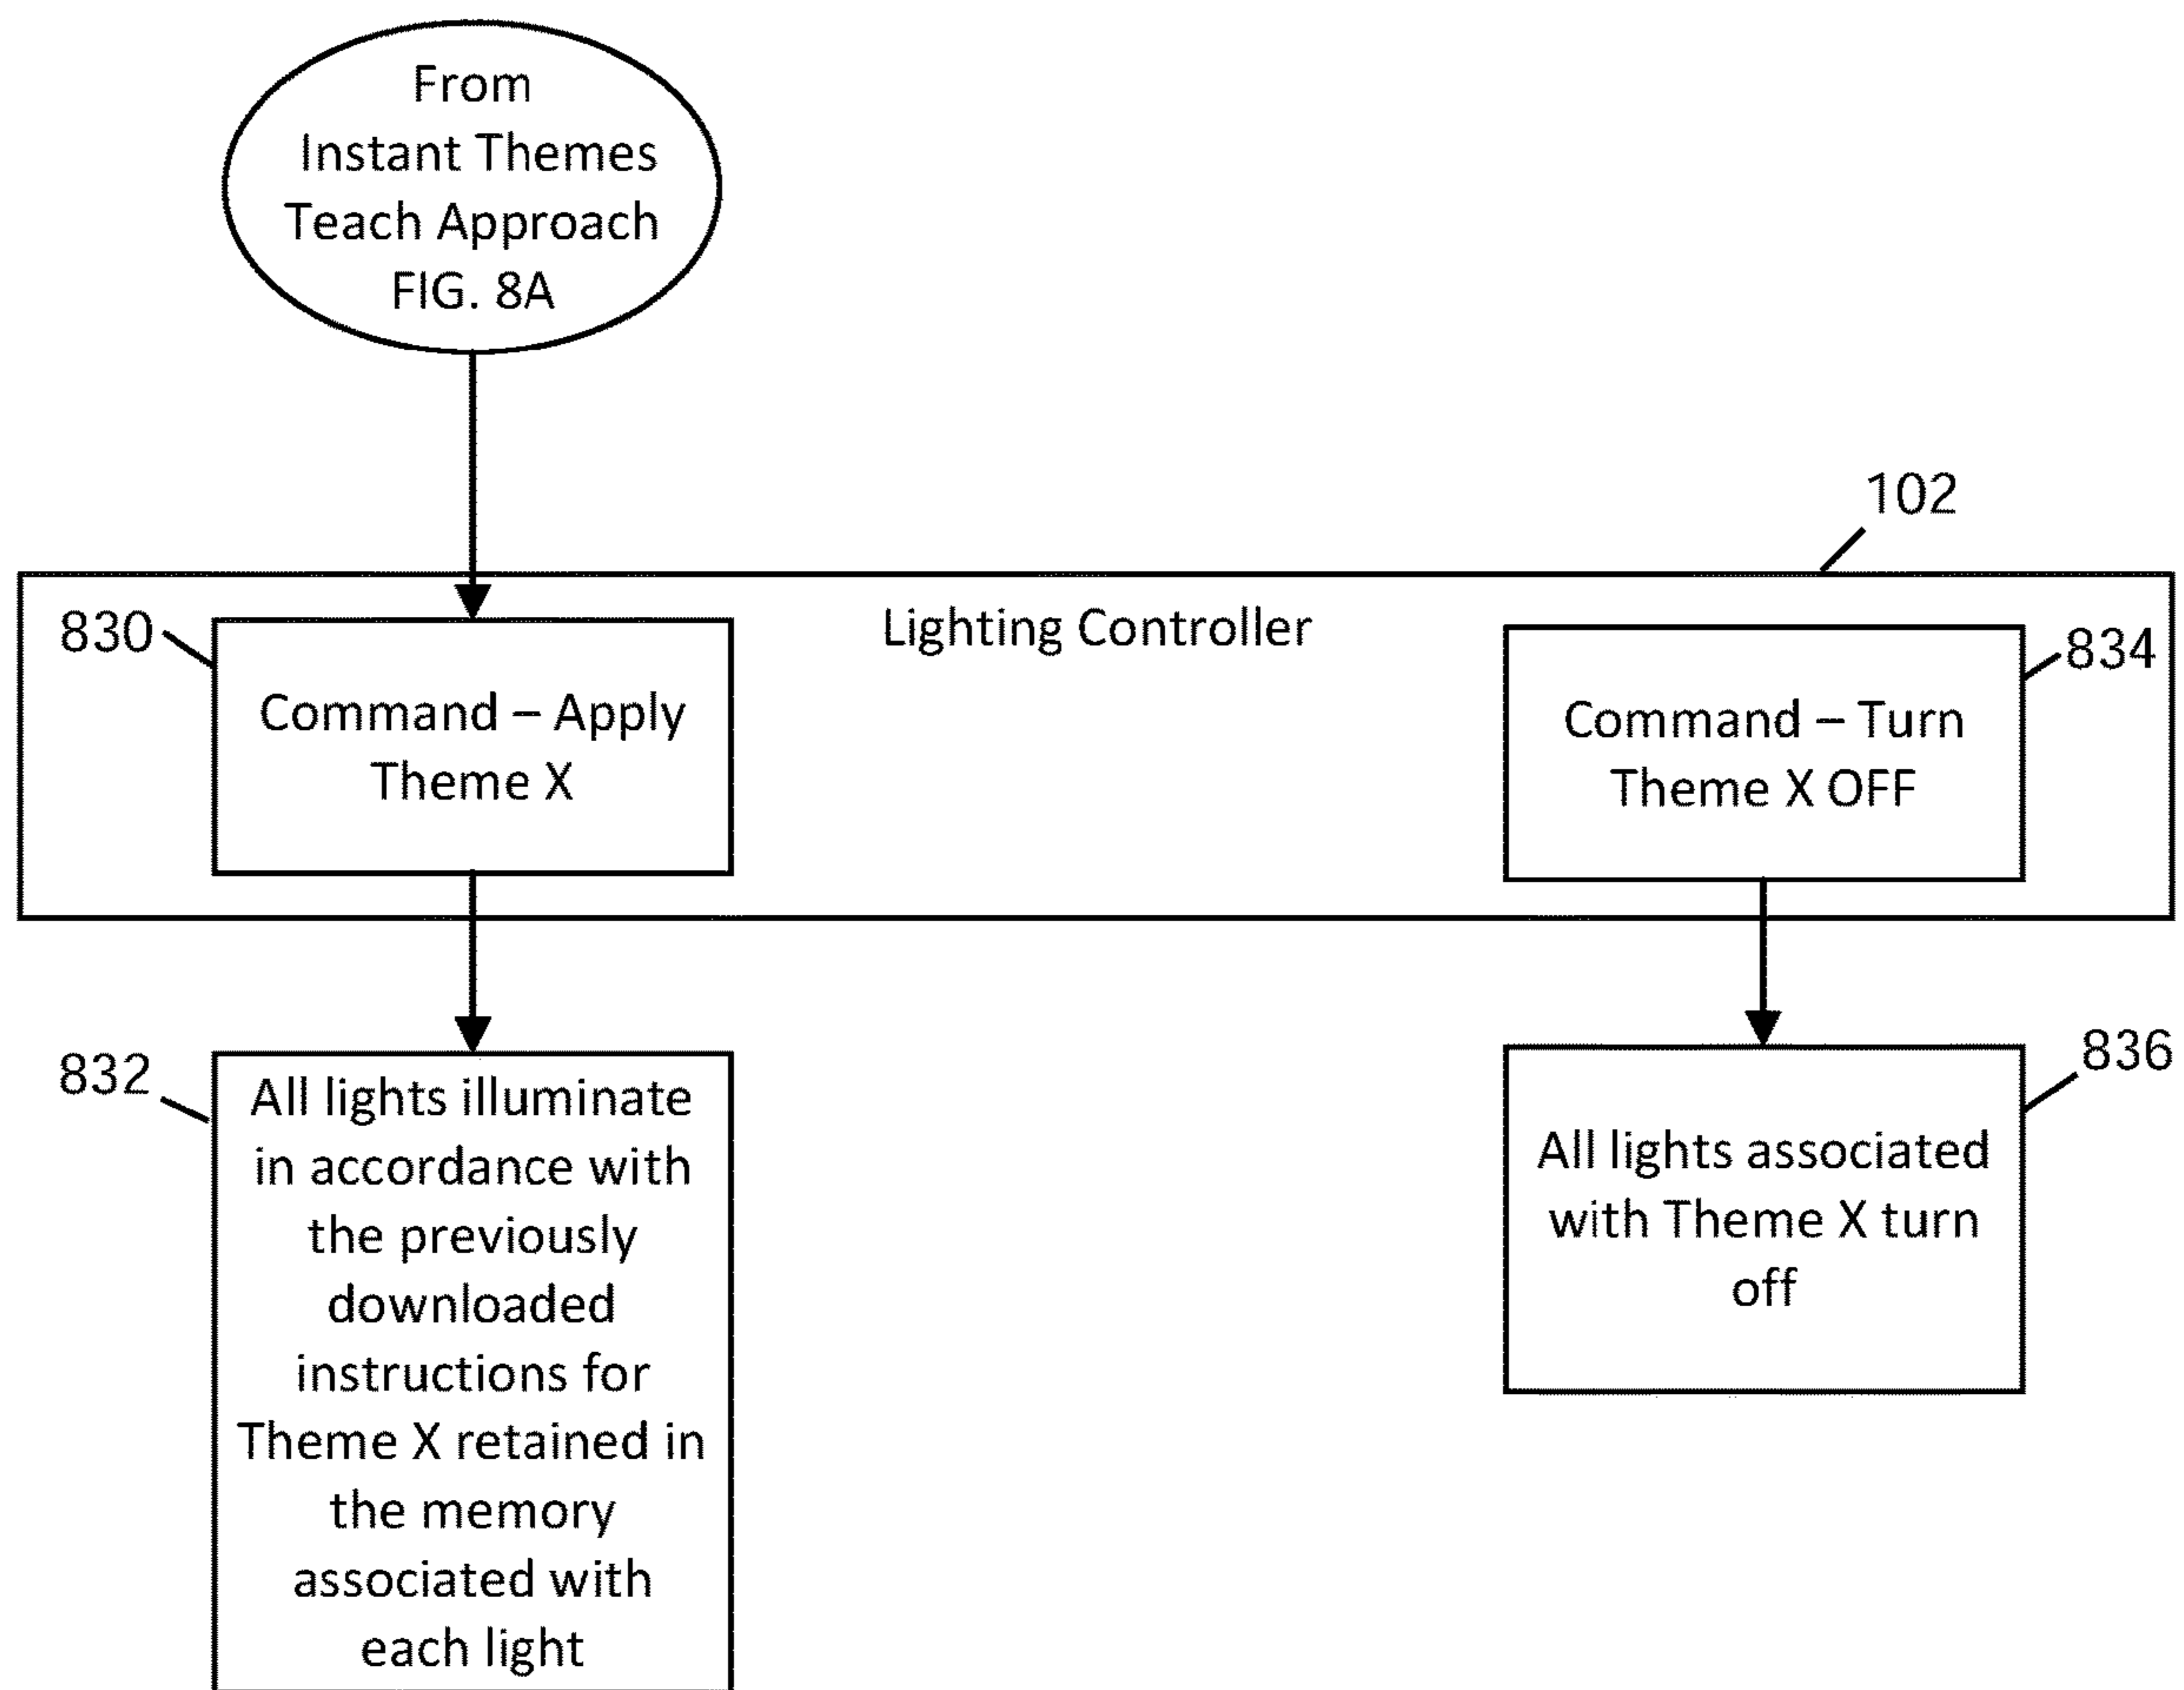 From
Instant Themes
Teach Approach
FIG. 8A
102
Lighting Controller
830
Command – Apply
Theme X
834
Command – Turn
Theme X OFF
832
All lights illuminate
in accordance with
the previously
downloaded
instructions for
Theme X retained in
the memory
associated with
each light
836
All lights associated
with Theme X turn
off